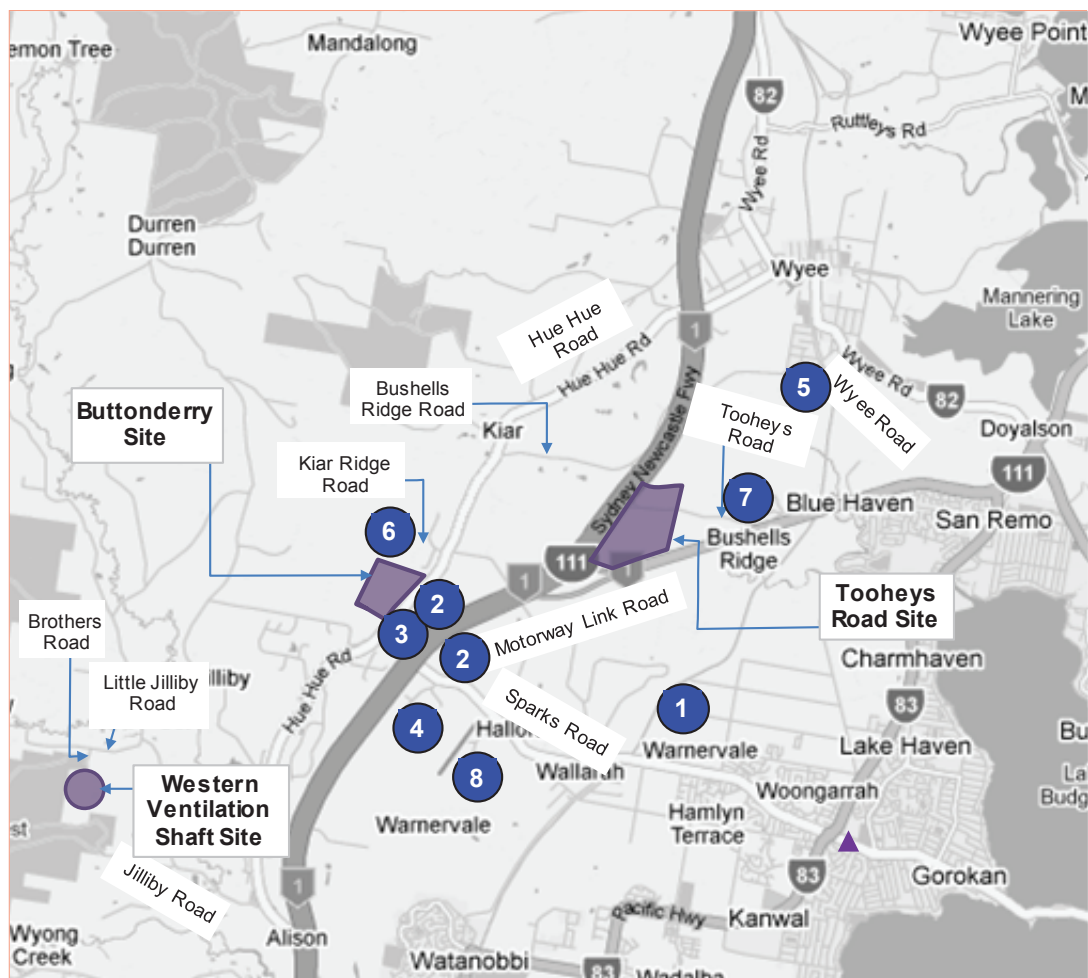 emon Tree
Mandalong
Wyee Point
82
Ruttleys Rd
Wyee Rd
Durren
Durren
Wyee
Mannering
Lake
Hue Hue
Road
1
Hue Hue Rd
Sydney Newcastle Fwy
Wyee Rd
82
5
Wyee Road
Bushells
Ridge Road
Tooheys
Road
Buttonderry
Site
Kiar
Doyalson
111
Kiar Ridge
Road
7
Blue Haven
San Remo
6
Bushells
Ridge
111
1
1
2
3
2
Motorway Link Road
Tooheys
Road Site
Brothers
Road
Little Jilliby
Road
illiby
Hue Hue Rd
Charmhaven
83
4
Sparks Road
1
Warnervale
Lake Haven
Bu
8
Wallarah
Woongarrah
Budg
Western
Ventilation
Shaft Site
Warnervale
Hamlyn
Terrace
Jilliby Road
1
83
Gorokan
Pacific Hwy
Kanwal
Wyong
Creek
Alison
Watanobbi
83
Wadalba